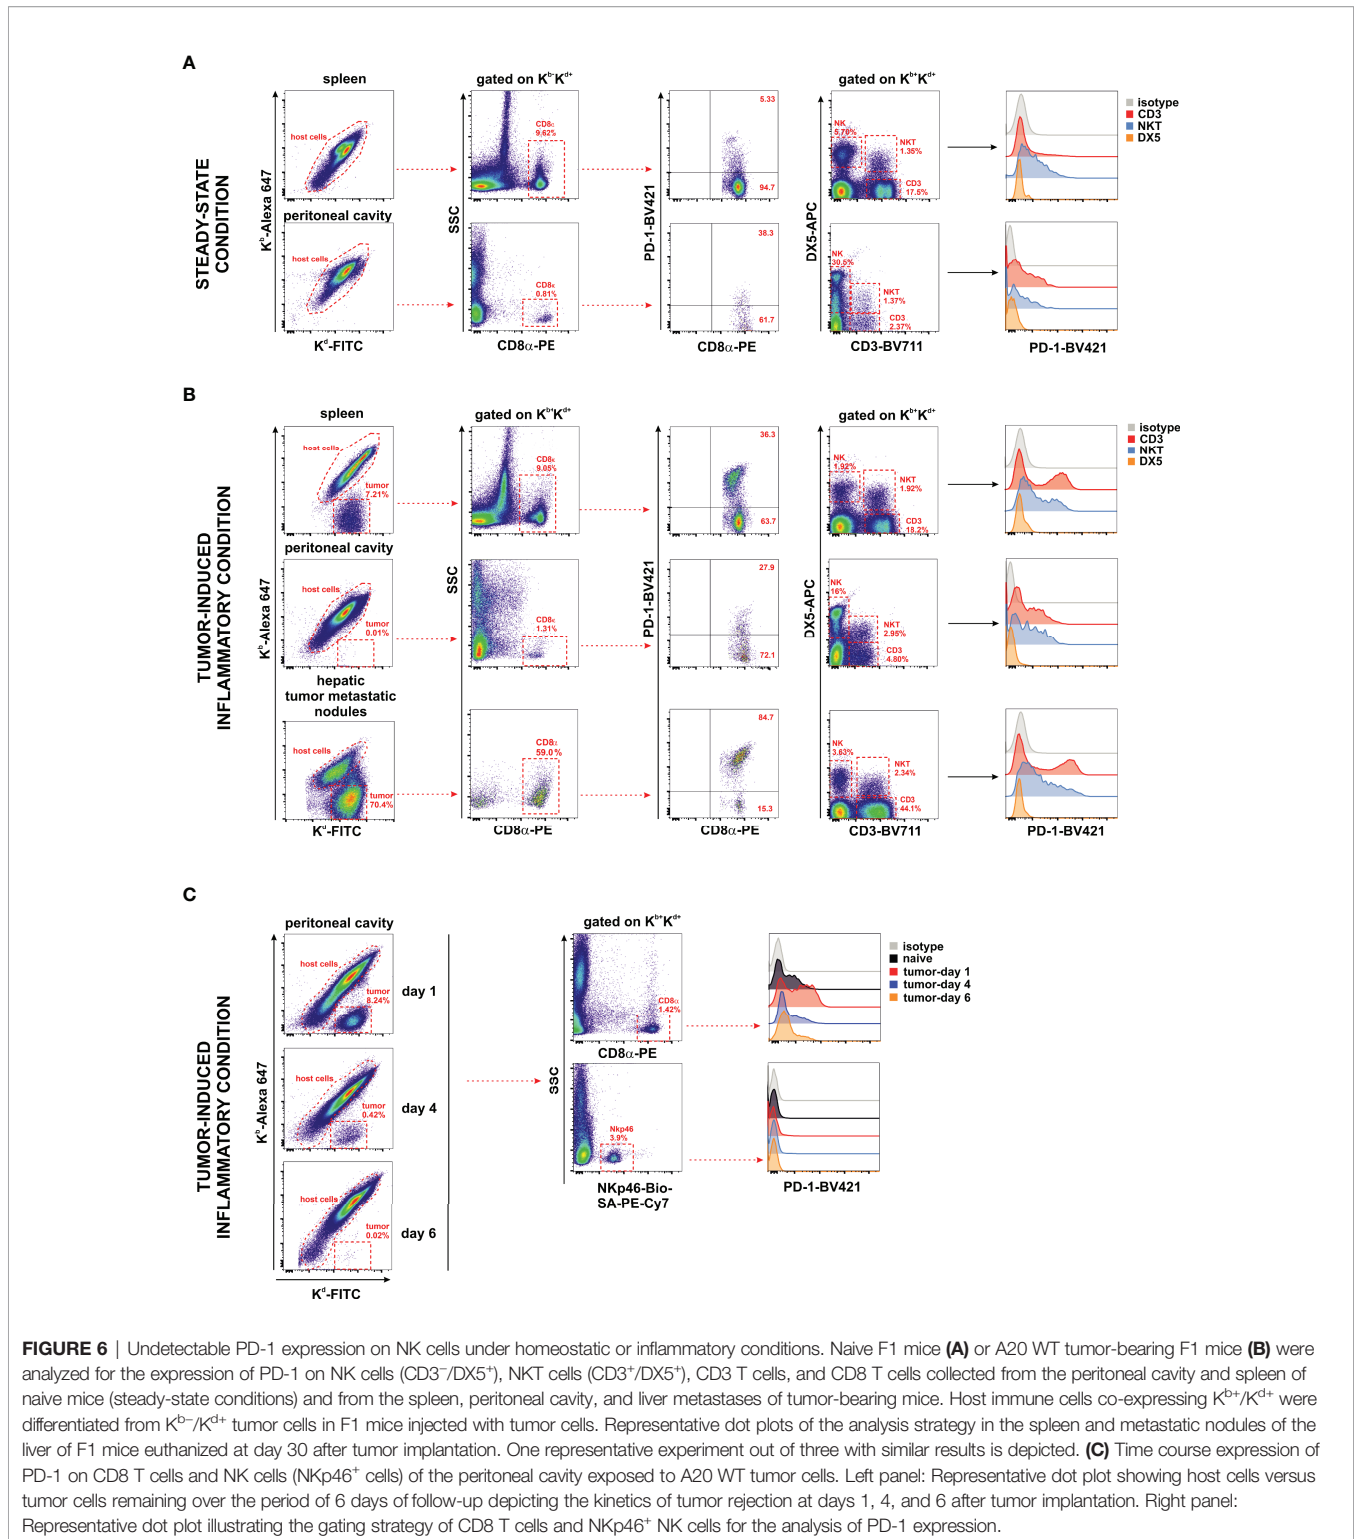 A
STEADY-STATE
CONDITION
spleen
gated on Kb-Kd+
gated on Kb+Kd+
host cells
CD8α
9.62%
5.33
94.7
NK
5.70%
NKT
1.35%
CD3
17.5%
isotype
CD3
NKT
DX5
peritoneal cavity
host cells
CD8α
0.81%
38.3
61.7
NK
30.5%
NKT
1.37%
CD3
2.37%
Kb-Alexa 647
SSC
PD-1-BV421
DX5-APC
Kd-FITC
CD8α-PE
CD8α-PE
CD3-BV711
PD-1-BV421
B
TUMOR-INDUCED
INFLAMMATORY CONDITION
spleen
gated on Kb+Kd+
gated on Kb+Kd+
host cells
tumor
7.21%
CD8α
9.05%
36.3
63.7
NK
1.92%
NKT
1.92%
CD3
18.2%
isotype
CD3
NKT
DX5
peritoneal cavity
host cells
tumor
0.01%
CD8α
1.31%
27.9
72.1
NK
16%
NKT
2.95%
CD3
4.80%
Kb-Alexa 647
SSC
PD-1-BV421
DX5-APC
hepatic
tumor metastatic
nodules
host cells
tumor
70.4%
CD8α
59.0%
84.7
15.3
NK
3.63%
NKT
2.34%
CD3
44.1%
Kd-FITC
CD8α-PE
CD8α-PE
CD3-BV711
PD-1-BV421
C
TUMOR-INDUCED
INFLAMMATORY CONDITION
peritoneal cavity
gated on Kb+Kd+
host cells
tumor
8.24%
day 1
host cells
tumor
0.42%
day 4
host cells
tumor
0.02%
day 6
Kb-Alexa 647
Kd-FITC
SSC
CD8α
1.42%
CD8α-PE
Nkp46
3.9%
NKp46-Bio-
SA-PE-Cy7
isotype
naive
tumor-day 1
tumor-day 4
tumor-day 6
PD-1-BV421
FIGURE 6 | Undetectable PD-1 expression on NK cells under homeostatic or inflammatory conditions. Naive F1 mice (A) or A20 WT tumor-bearing F1 mice (B) were
analyzed for the expression of PD-1 on NK cells (CD3−/DX5+), NKT cells (CD3+/DX5+), CD3 T cells, and CD8 T cells collected from the peritoneal cavity and spleen of
naive mice (steady-state conditions) and from the spleen, peritoneal cavity, and liver metastases of tumor-bearing mice. Host immune cells co-expressing Kb+/Kd+ were
differentiated from Kb−/Kd+ tumor cells in F1 mice injected with tumor cells. Representative dot plots of the analysis strategy in the spleen and metastatic nodules of the
liver of F1 mice euthanized at day 30 after tumor implantation. One representative experiment out of three with similar results is depicted. (C) Time course expression of
PD-1 on CD8 T cells and NK cells (NKp46+ cells) of the peritoneal cavity exposed to A20 WT tumor cells. Left panel: Representative dot plot showing host cells versus
tumor cells remaining over the period of 6 days of follow-up depicting the kinetics of tumor rejection at days 1, 4, and 6 after tumor implantation. Right panel:
Representative dot plot illustrating the gating strategy of CD8 T cells and NKp46+ NK cells for the analysis of PD-1 expression.